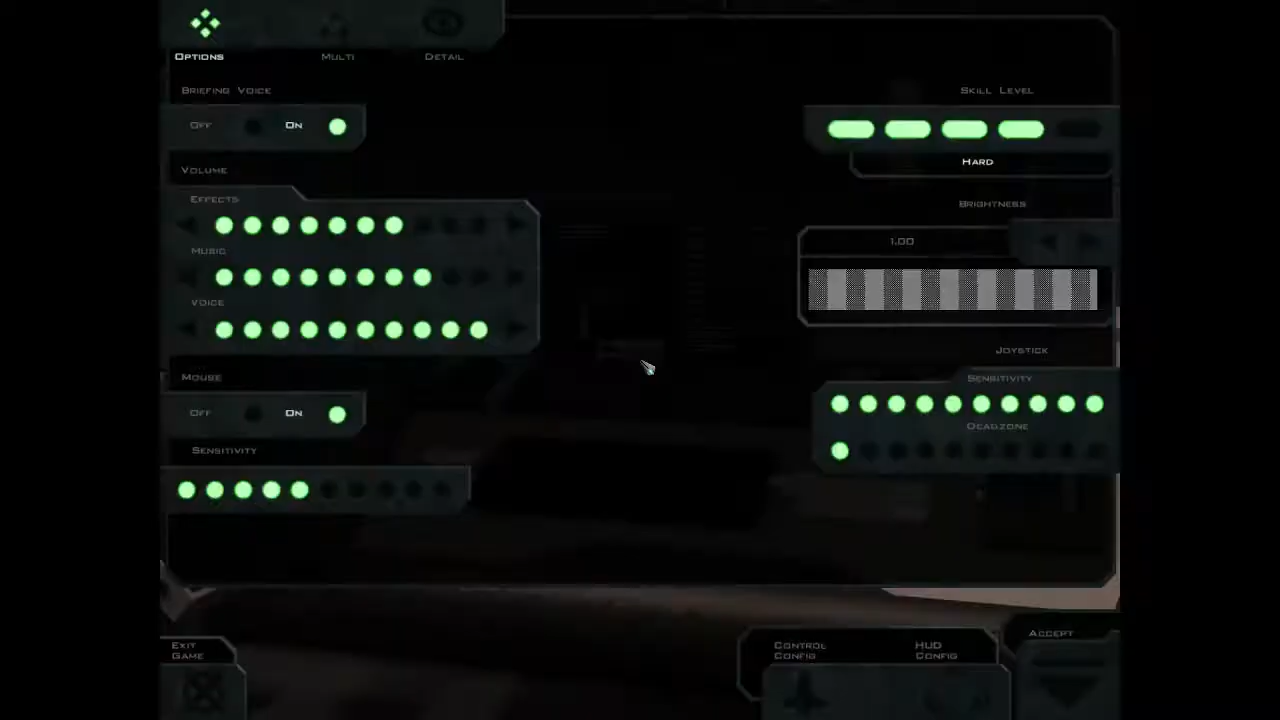 OPTIONS MULTI DETAIL
BRIEFING VOICE
OFF ON
VOLUME
EFFECTS
MUSIC
VOICE
MOUSE
OFF ON
SENSITIVITY
SKILL LEVEL
HARD
BRIGHTNESS
1.00
JOYSTICK
SENSITIVITY
DEADZONE
EXIT
GAME
CONTROL
CONFIG
HUD
CONFIG
ACCEPT